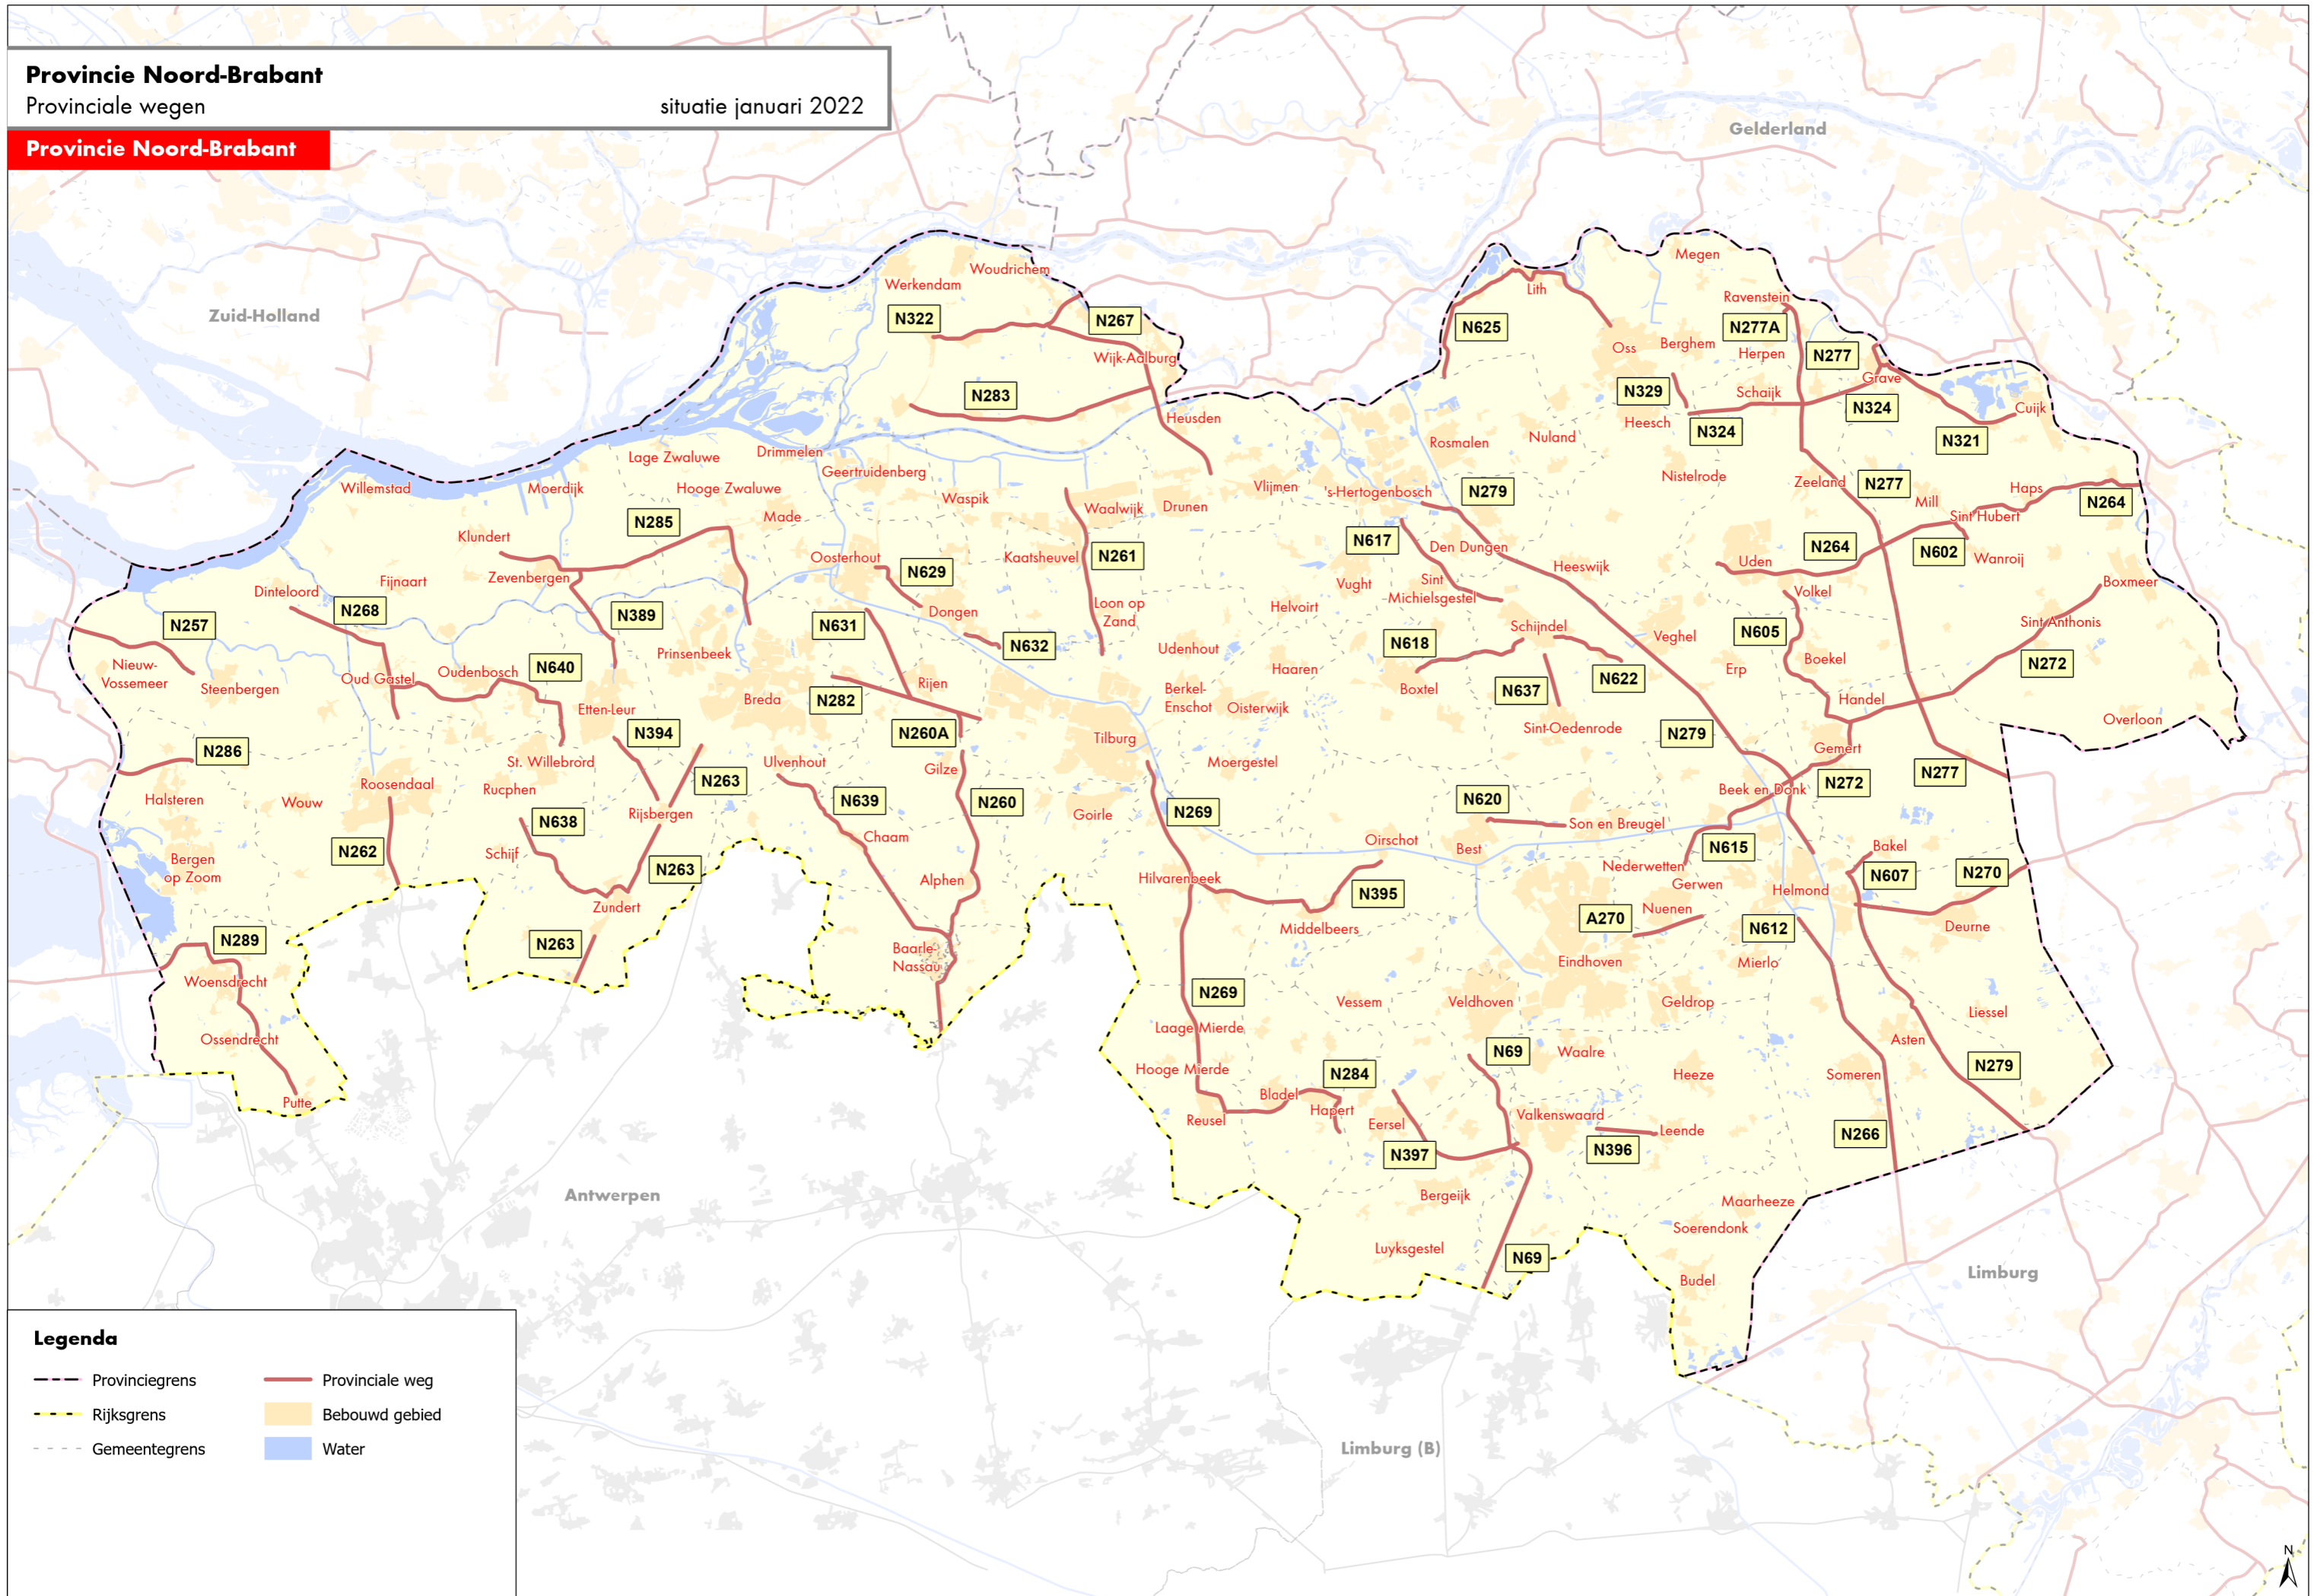 Provincie Noord-Brabant
Provinciale wegen
situatie januari 2022
Provincie Noord-Brabant
Gelderland
Zuid-Holland
Megen
Woudrichem
Werkendam
Lith
Ravenstein
N322
N267
N625
N277A
Oss
Berghem
Herpen
N277
Wijk-Aalburg
Grave
N283
N329
Schaijk
N324
Cuijk
Heusden
Heesch
N324
N321
Rosmalen
Nuland
Drimmelen
Lage Zwaluwe
Geertruidenberg
Nistelrode
Zeeland
N277
Willemstad
Moerdijk
Hooge Zwaluwe
Waspik
Vlijmen
's-Hertogenbosch
N279
Mill
Haps
N264
Waalwijk
Drunen
Made
N285
Sint Hubert
Klundert
N617
Den Dungen
N264
N602
Oosterhout
Kaatsheuvel
N261
Uden
Wanroij
Heeswijk
Zevenbergen
N629
Fijnaart
Vught
Sint
Michielsgestel
Boxmeer
Dinteloord
N268
Volkel
Loon op
Zand
Helvoirt
N257
N389
N631
Dongen
Sint Anthonis
Schijndel
N605
Veghel
N632
N618
Udenhout
Prinsenbeek
Nieuw-
Vossemeer
Steenbergen
Oud Gastel
Oudenbosch
N640
Haaren
Boekel
N272
Erp
Rijen
N622
Boxtel
N637
Berkel-
Enschot
Oisterwijk
Breda
N282
Handel
Etten-Leur
Overloon
Sint-Oedenrode
N394
N260A
N279
Tilburg
N286
Gemert
St. Willebrord
Ulvenhout
Gilze
Moergestel
N277
N263
N272
Roosendaal
Rucphen
Beek en Donk
Halsteren
Wouw
N639
N260
N620
N269
Rijsbergen
Goirle
N638
Son en Breugel
Chaam
Oirschot
Best
N615
Bakel
N262
Schijf
Bergen
op Zoom
Nederwetten
N263
Alphen
Hilvarenbeek
Gerwen
Helmond
N607
N270
N395
Zundert
Nuenen
A270
N612
Deurne
Middelbeers
N289
N263
Baarle-
Nassau
Eindhoven
Mierlo
Woensdrecht
N269
Vessem
Veldhoven
Geldrop
Liessel
Laage Mierde
Ossendrecht
Asten
N69
Waalre
Hooge Mierde
N284
Heeze
Someren
N279
Bladel
Putte
Hapert
Reusel
Eersel
Valkenswaard
Leende
N266
N397
N396
Antwerpen
Bergeijk
Maarheeze
Soerendonk
Luyksgestel
N69
Limburg
Budel
Legenda
Provinciegrens
Provinciale weg
Rijksgrens
Bebouwd gebied
Gemeentegrens
Water
Limburg (B)
N